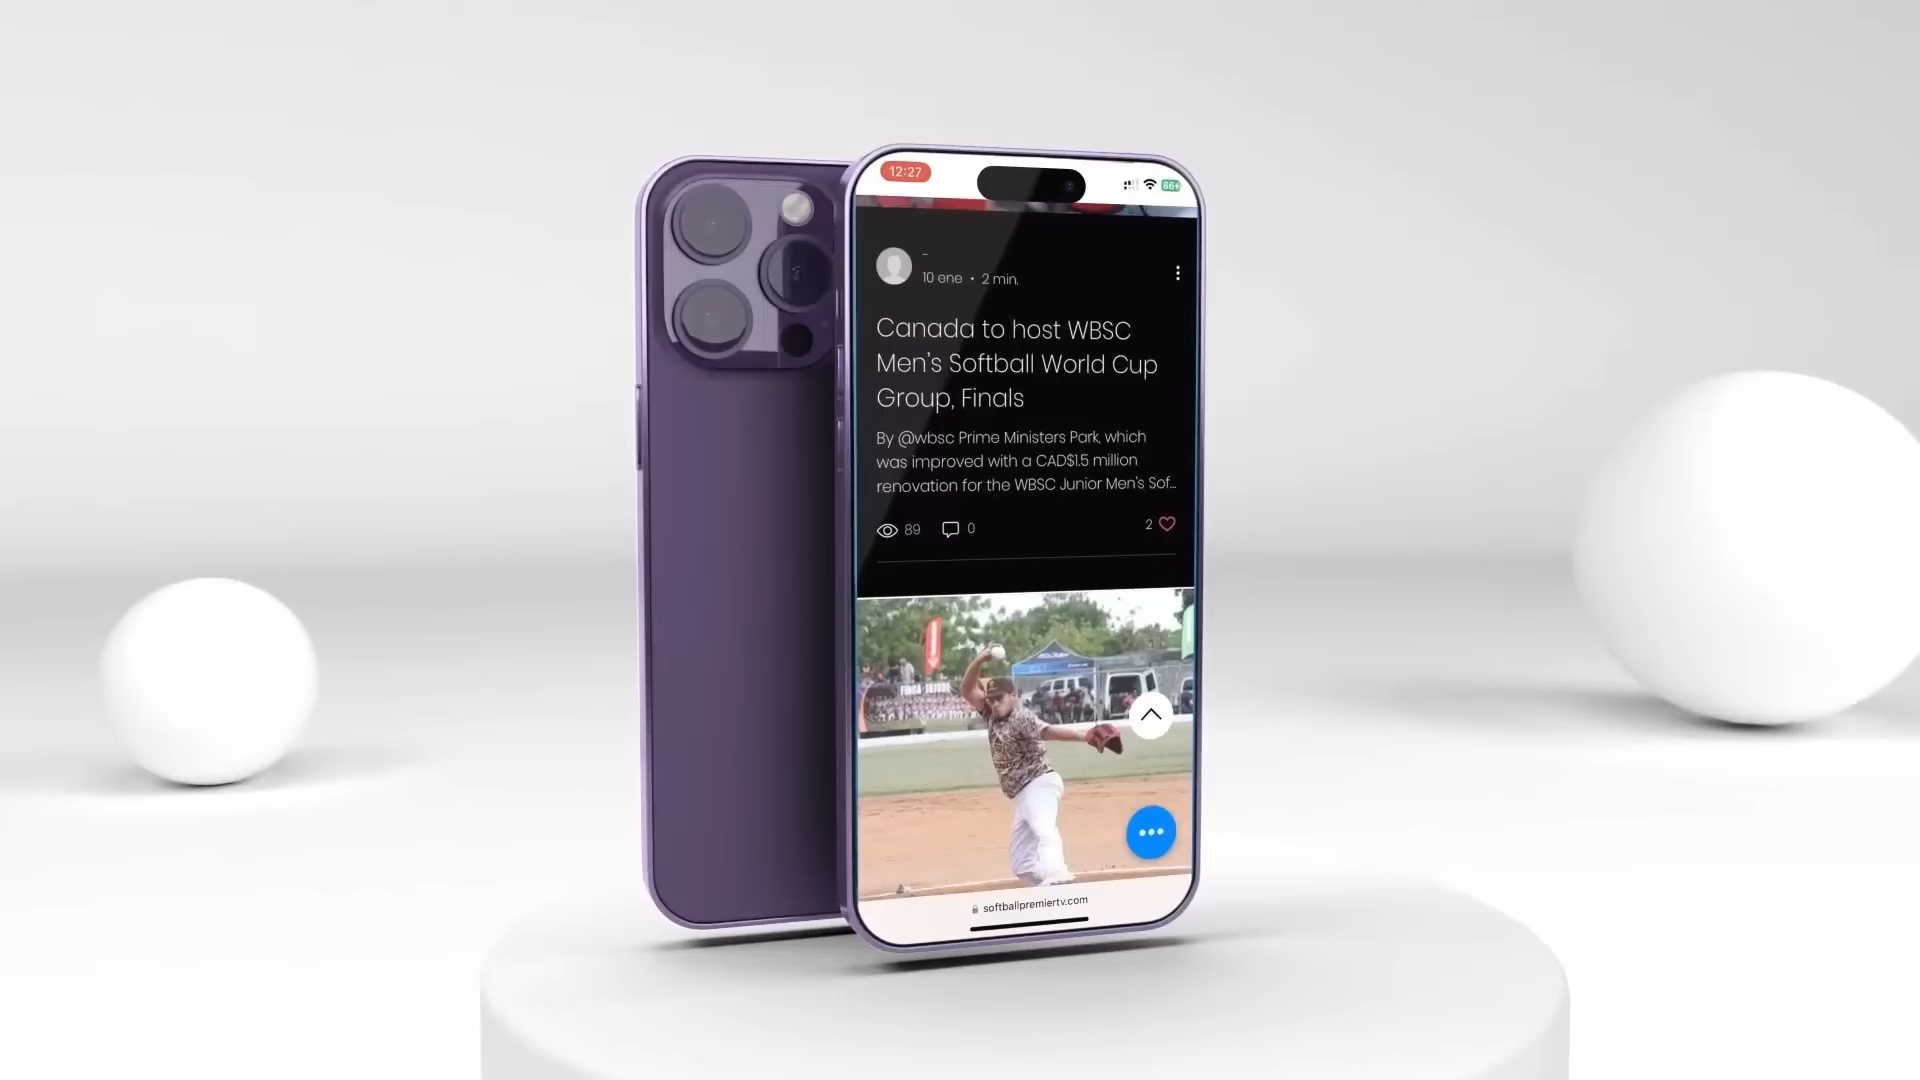 12:27
86+
–
10 ene • 2 min.
Canada to host WBSC
Men's Softball World Cup
Group, Finals
By @wbsc Prime Ministers Park, which
was improved with a CAD$1.5 million
renovation for the WBSC Junior Men's Sof...
89 0 2
softballpremiertv.com